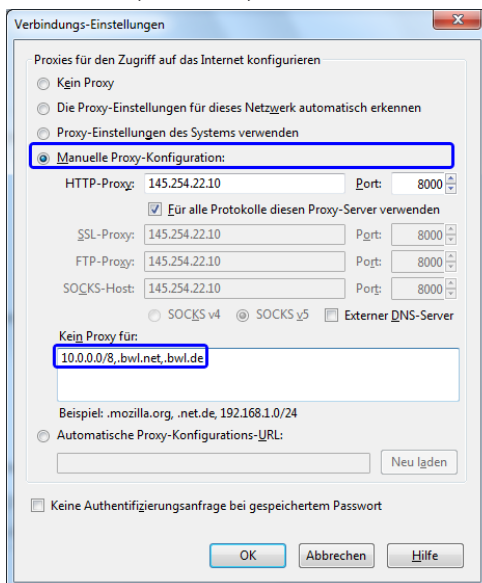 Verbindungs-Einstellungen
Proxies für den Zugriff auf das Internet konfigurieren
Kein Proxy
Die Proxy-Einstellungen für dieses Netzwerk automatisch erkennen
Proxy-Einstellungen des Systems verwenden
Manuelle Proxy-Konfiguration:
HTTP-Proxy: 145.254.22.10 Port: 8000
Für alle Protokolle diesen Proxy-Server verwenden
SSL-Proxy: 145.254.22.10 Port: 8000
FTP-Proxy: 145.254.22.10 Port: 8000
SOCKS-Host: 145.254.22.10 Port: 8000
SOCKS v4 SOCKS v5 Externer DNS-Server
Kein Proxy für:
10.0.0.0/8,.bwl.net,.bwl.de
Beispiel: .mozilla.org, .net.de, 192.168.1.0/24
Automatische Proxy-Konfigurations-URL:
Neu laden
Keine Authentifizierungsanfrage bei gespeichertem Passwort
OK Abbrechen Hilfe